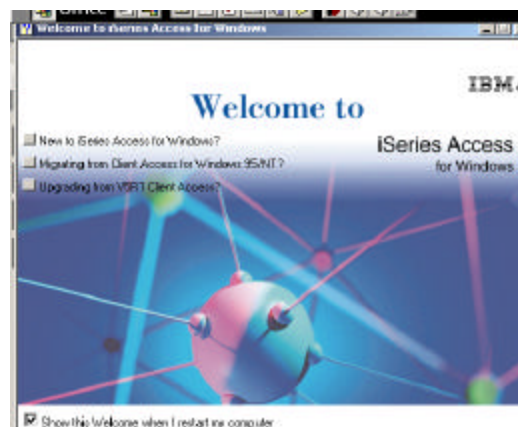 Office
Welcome to iSeries Access for Windows
IBM.
Welcome to
New to iSeries Access for Windows?
iSeries Access
Migrating from Client Access for Windows 95/NT?
for Windows
Upgrading from Client Access?
Show this Welcome when I restart my computer